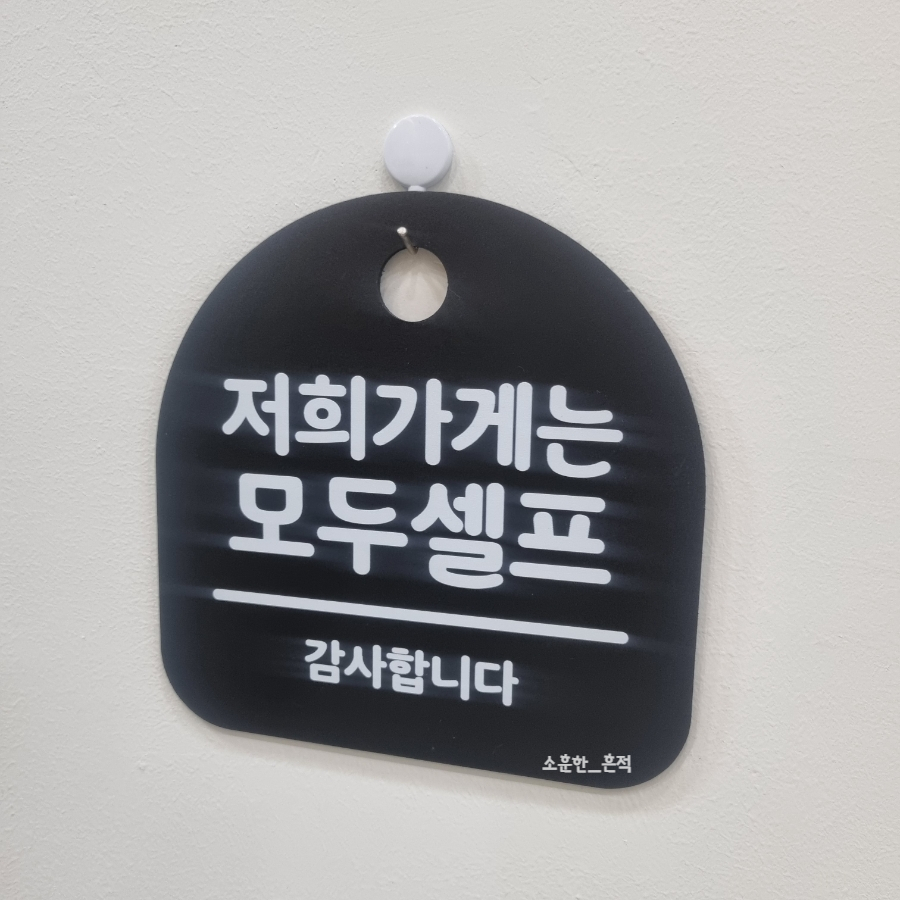 저희가게는
모두셀프
감사합니다
소훈한_흔적